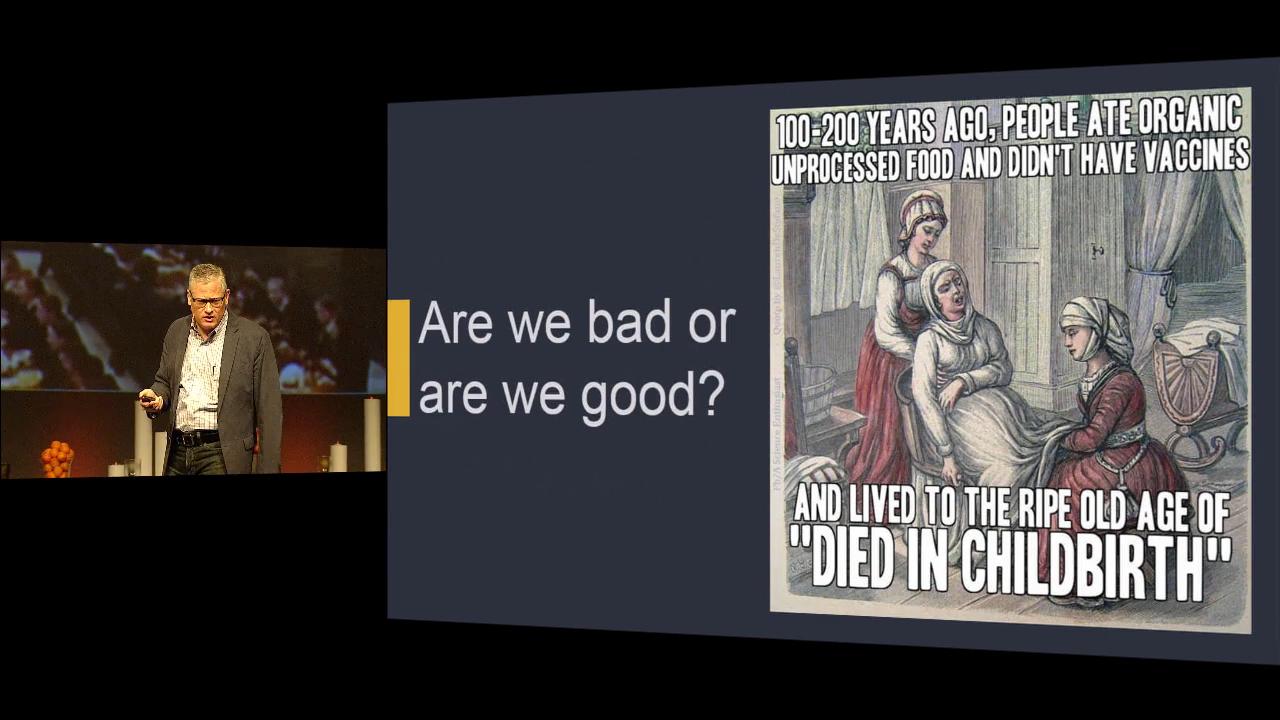 Are we bad or
are we good?
100-200 YEARS AGO, PEOPLE ATE ORGANIC
UNPROCESSED FOOD AND DIDN'T HAVE VACCINES
AND LIVED TO THE RIPE OLD AGE OF
"DIED IN CHILDBIRTH"